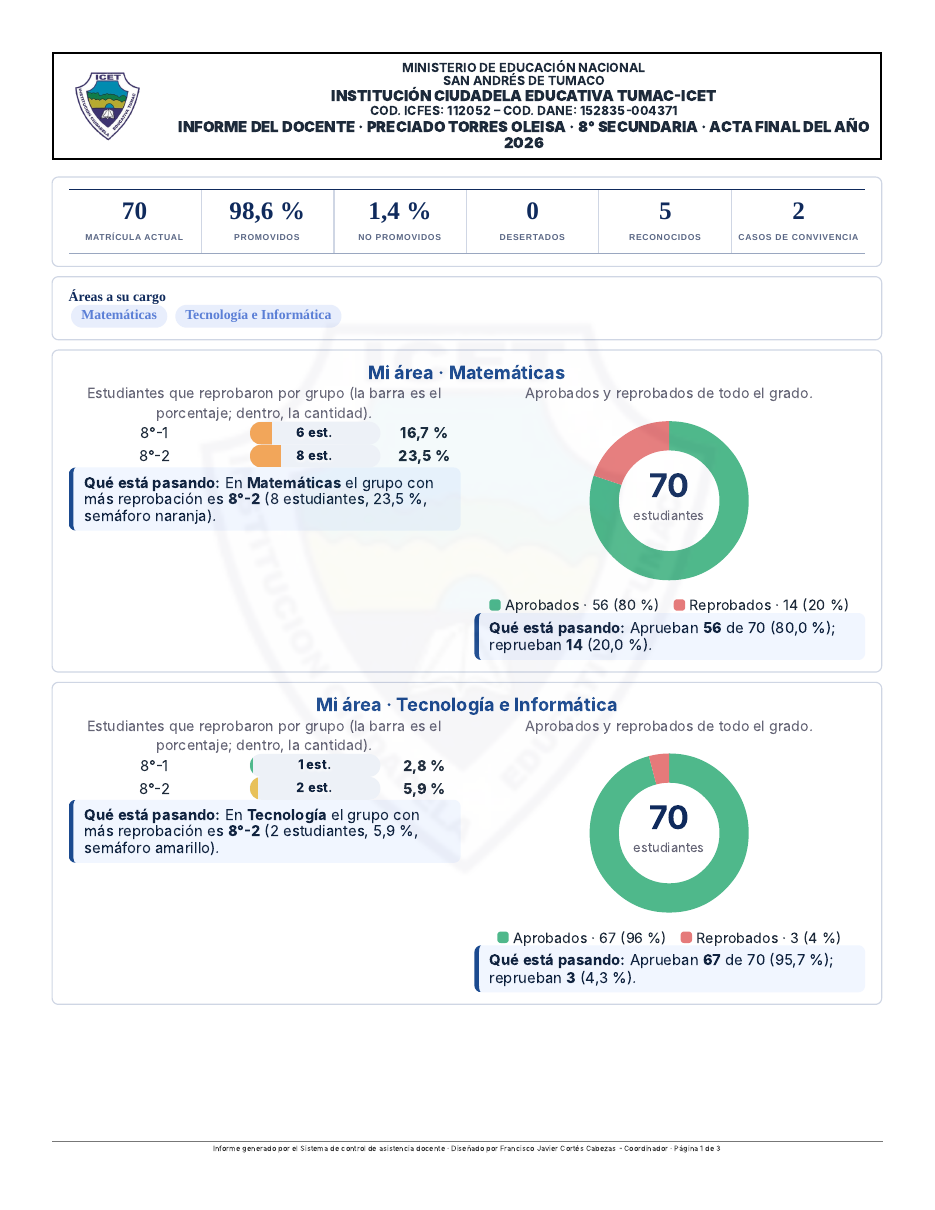 ICET
INSTITUCIÓN CIUDADELA EDUCATIVA TUMAC
MINISTERIO DE EDUCACIÓN NACIONAL
SAN ANDRÉS DE TUMACO
INSTITUCIÓN CIUDADELA EDUCATIVA TUMAC-ICET
COD. ICFES: 112052 – COD. DANE: 152835-004371
INFORME DEL DOCENTE · PRECIADO TORRES OLEISA · 8° SECUNDARIA · ACTA FINAL DEL AÑO
2026
70 98,6 % 1,4 % 0 5 2
MATRÍCULA ACTUAL PROMOVIDOS NO PROMOVIDOS DESERTADOS RECONOCIDOS CASOS DE CONVIVENCIA
Áreas a su cargo
Matemáticas Tecnología e Informática
Mi área · Matemáticas
Estudiantes que reprobaron por grupo (la barra es el
porcentaje; dentro, la cantidad).
8°-1 6 est. 16,7 %
8°-2 8 est. 23,5 %
Qué está pasando: En Matemáticas el grupo con
más reprobación es 8°-2 (8 estudiantes, 23,5 %,
semáforo naranja).
Aprobados y reprobados de todo el grado.
70
estudiantes
Aprobados · 56 (80 %) Reprobados · 14 (20 %)
Qué está pasando: Aprueban 56 de 70 (80,0 %);
reprueban 14 (20,0 %).
Mi área · Tecnología e Informática
Estudiantes que reprobaron por grupo (la barra es el
porcentaje; dentro, la cantidad).
8°-1 1 est. 2,8 %
8°-2 2 est. 5,9 %
Qué está pasando: En Tecnología el grupo con
más reprobación es 8°-2 (2 estudiantes, 5,9 %,
semáforo amarillo).
Aprobados y reprobados de todo el grado.
70
estudiantes
Aprobados · 67 (96 %) Reprobados · 3 (4 %)
Qué está pasando: Aprueban 67 de 70 (95,7 %);
reprueban 3 (4,3 %).
Informe generado por el Sistema de control de asistencia docente · Diseñado por Francisco Javier Cortés Cabezas – Coordinador · Página 1 de 3